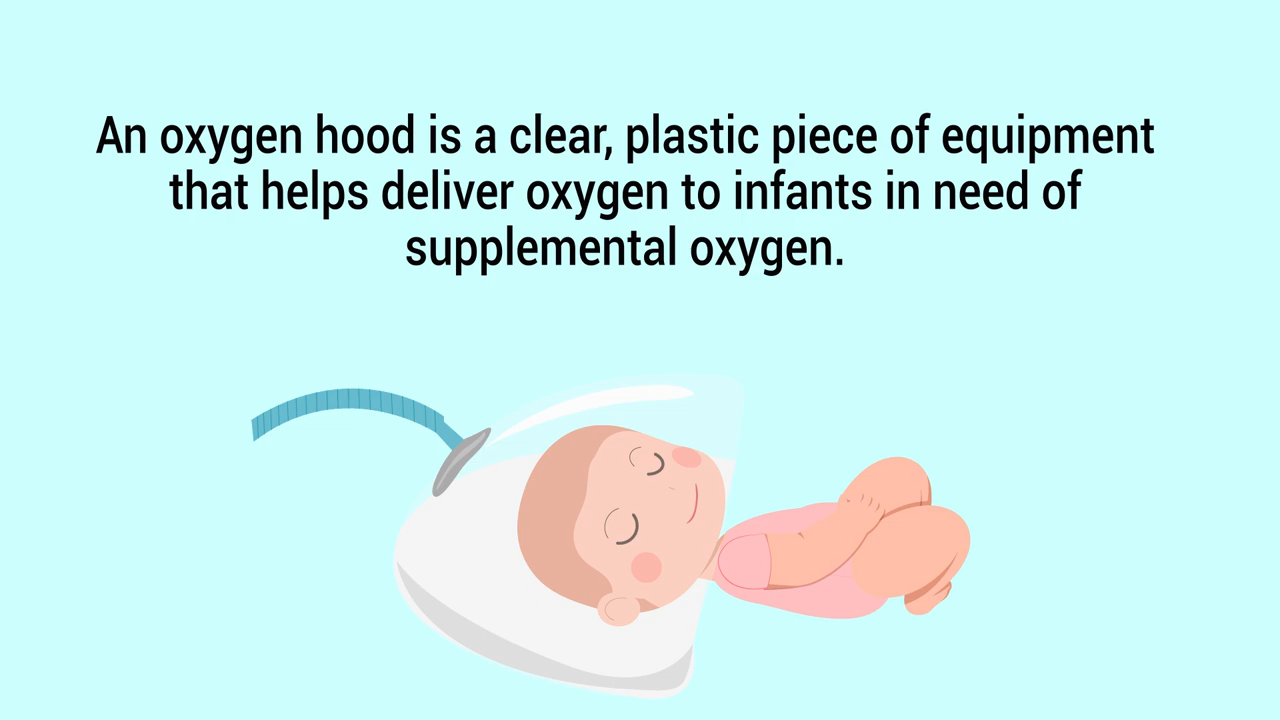 An oxygen hood is a clear, plastic piece of equipment
that helps deliver oxygen to infants in need of
supplemental oxygen.